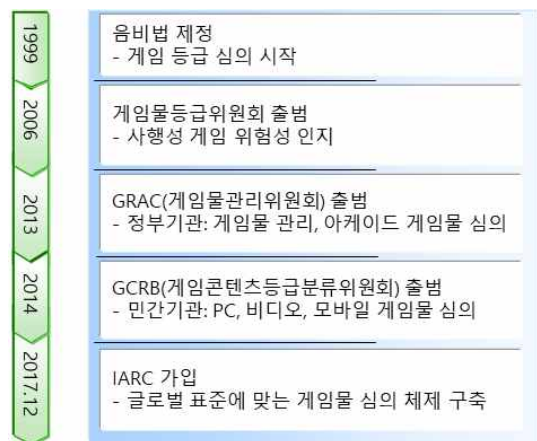 1999
음비법 제정
- 게임 등급 심의 시작
2006
게임물등급위원회 출범
- 사행성 게임 위험성 인지
2013
GRAC(게임물관리위원회) 출범
- 정부기관: 게임물 관리, 아케이드 게임물 심의
2014
GCRB(게임콘텐츠등급분류위원회) 출범
- 민간기관: PC, 비디오, 모바일 게임물 심의
2017.12
IARC 가입
- 글로벌 표준에 맞는 게임물 심의 체제 구축